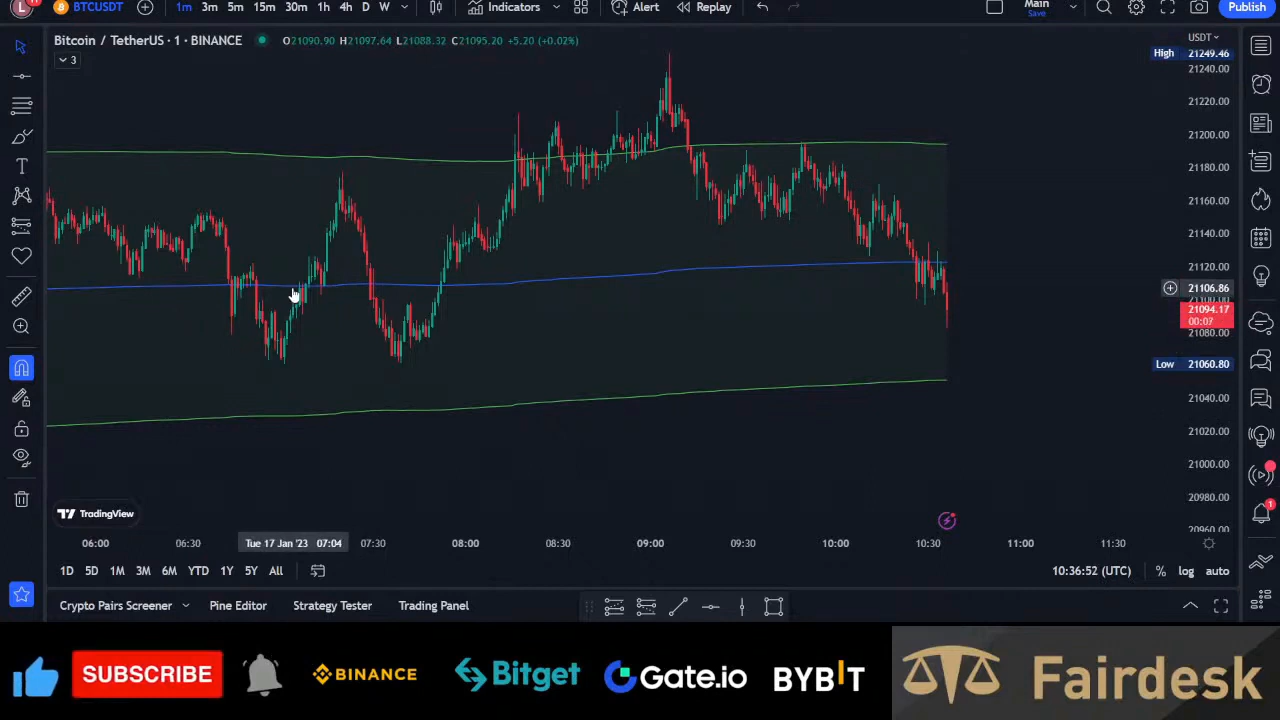 L
BTCUSDT 1m 3m 5m 15m 30m 1h 4h D W Indicators Alert Replay Main Save Publish
Bitcoin / TetherUS · 1 · BINANCE O21090.90 H21097.64 L21088.32 C21095.20 +5.20 (+0.02%)
3
USDT
High 21249.46
21240.00
21220.00
21200.00
21180.00
21160.00
21140.00
21120.00
21106.86
21100.00
21094.17
00:07
21080.00
Low 21060.80
21040.00
21020.00
21000.00
20980.00
20960.00
TradingView
1
06:00 06:30 Tue 17 Jan '23 07:04 07:30 08:00 08:30 09:00 09:30 10:00 10:30 11:00 11:30
1D 5D 1M 3M 6M YTD 1Y 5Y All 10:36:52 (UTC) % log auto
Crypto Pairs Screener Pine Editor Strategy Tester Trading Panel
SUBSCRIBE BINANCE Bitget Gate.io BYBIT Fairdesk